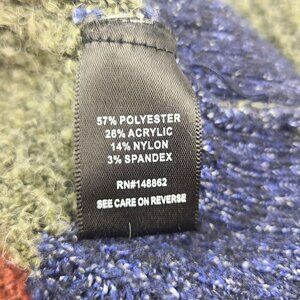 57% POLYESTER
26% ACRYLIC
14% NYLON
3% SPANDEX
RN#148862
SEE CARE ON REVERSE